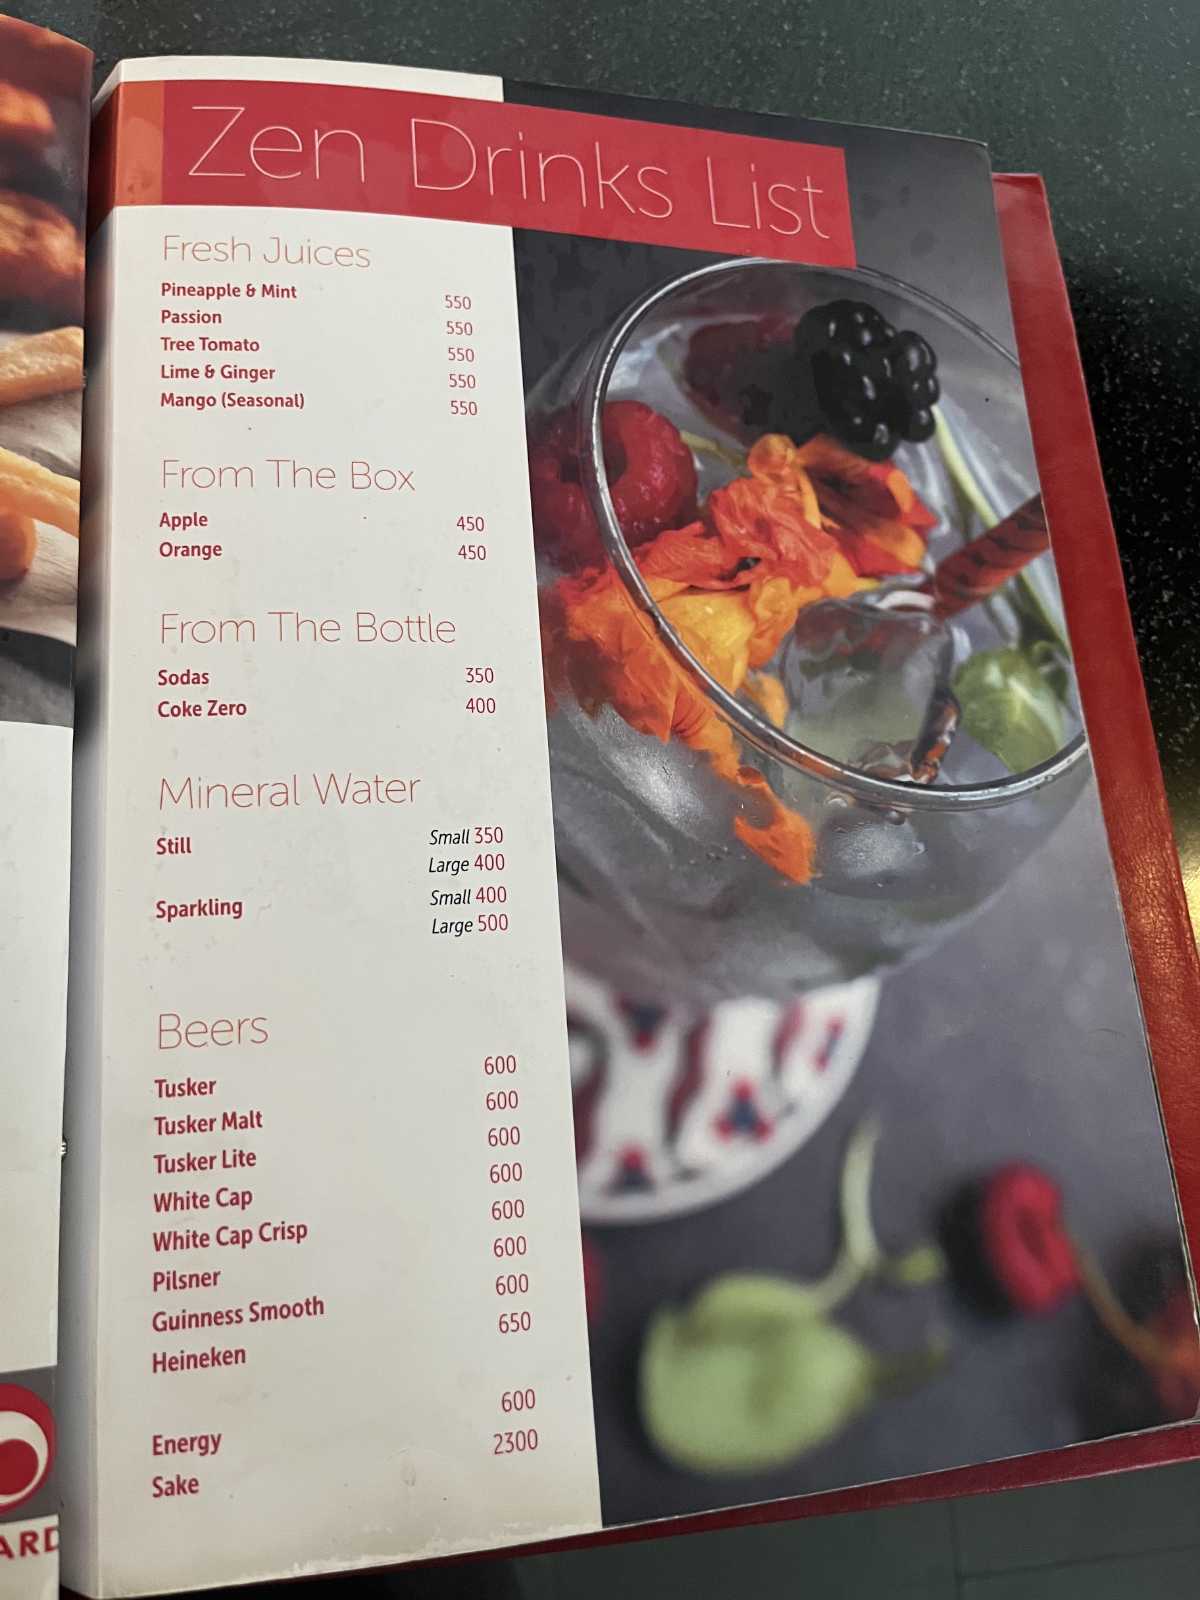 Zen Drinks List
Fresh Juices
Pineapple & Mint 550
Passion 550
Tree Tomato 550
Lime & Ginger 550
Mango (Seasonal) 550
From The Box
Apple 450
Orange 450
From The Bottle
Sodas 350
Coke Zero 400
Mineral Water
Still Small 350
Large 400
Sparkling Small 400
Large 500
Beers
Tusker 600
Tusker Malt 600
Tusker Lite 600
White Cap 600
White Cap Crisp 600
Pilsner 600
Guinness Smooth 600
Heineken 650
Energy 600
Sake 2300